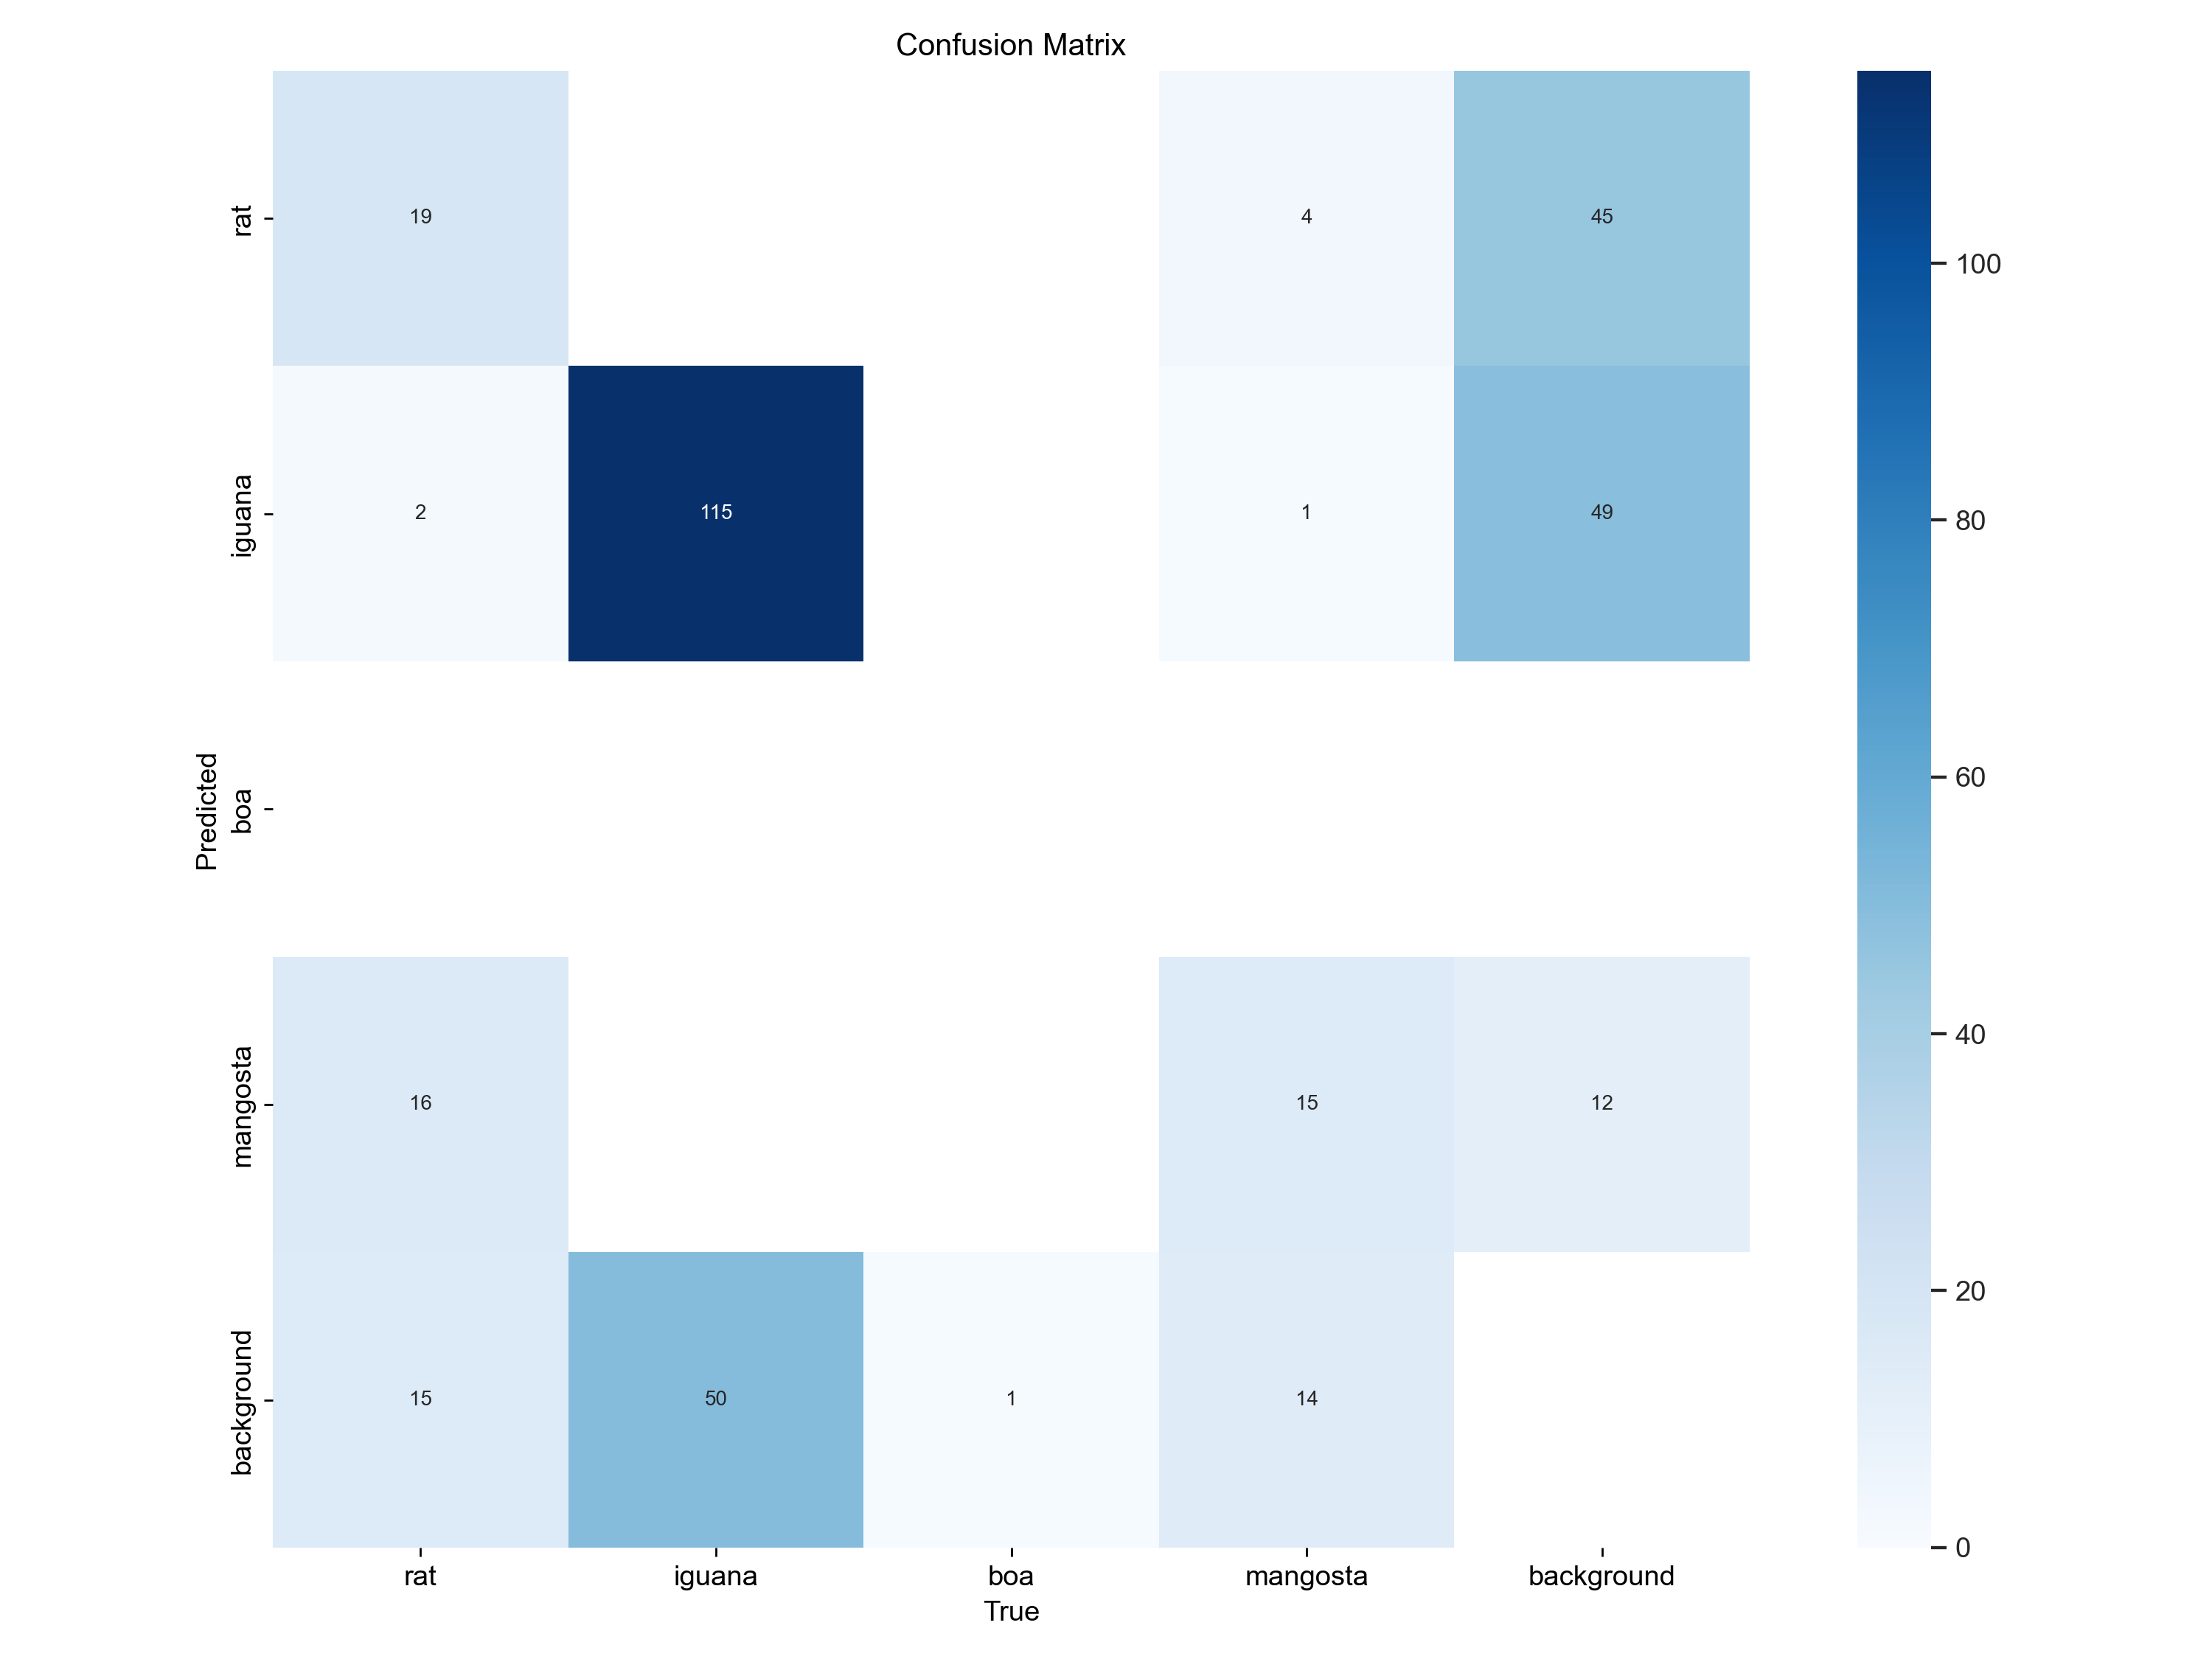 Confusion Matrix
Predicted
rat
19 4 45
iguana
2 115 1 49
boa
mangosta
16 15 12
background
15 50 1 14
rat iguana boa mangosta background
True
100
80
60
40
20
0